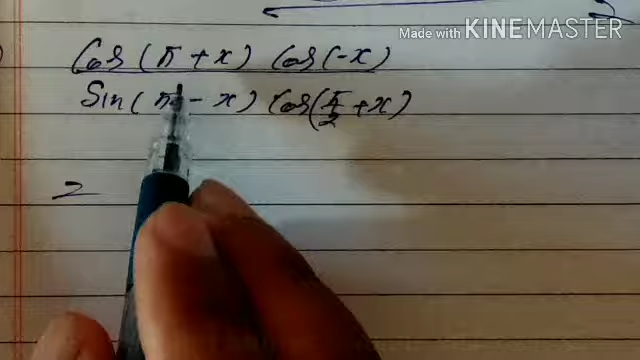 Made with KINEMASTER
Cos (π + x) Cos (-x)
Sin (π - x) Cos (π/2 + x)
=